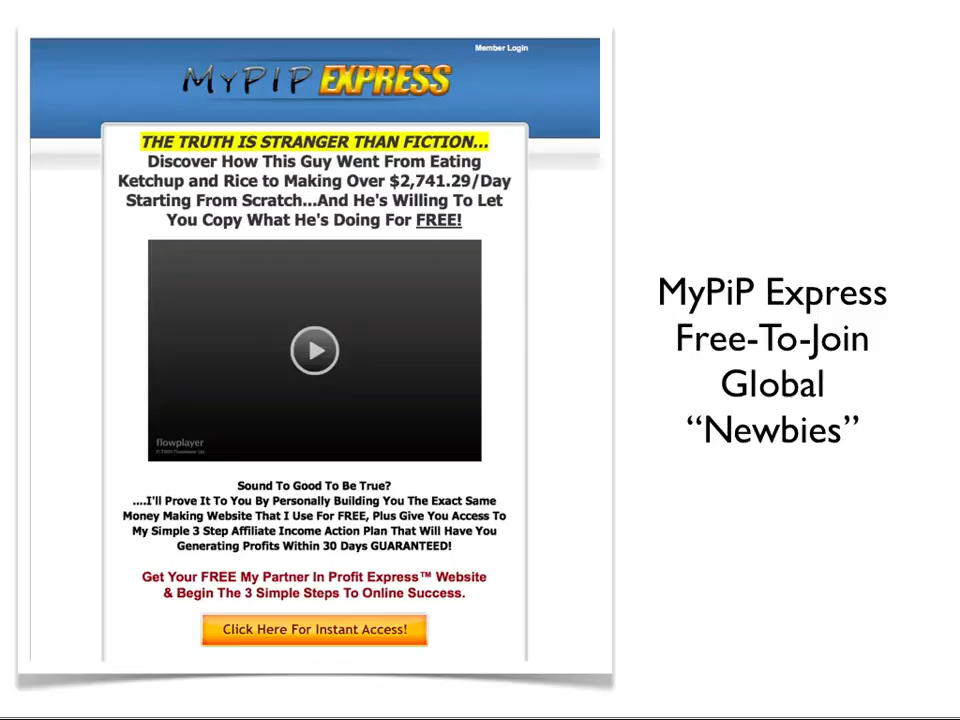 Member Login
MyPIP EXPRESS
THE TRUTH IS STRANGER THAN FICTION...
Discover How This Guy Went From Eating
Ketchup and Rice to Making Over $2,741.29/Day
Starting From Scratch...And He's Willing To Let
You Copy What He's Doing For FREE!
flowplayer
Sound To Good To Be True?
....I'll Prove It To You By Personally Building You The Exact Same
Money Making Website That I Use For FREE, Plus Give You Access To
My Simple 3 Step Affiliate Income Action Plan That Will Have You
Generating Profits Within 30 Days GUARANTEED!
Get Your FREE My Partner In Profit Express™ Website
& Begin The 3 Simple Steps To Online Success.
Click Here For Instant Access!
MyPiP Express
Free-To-Join
Global
“Newbies”